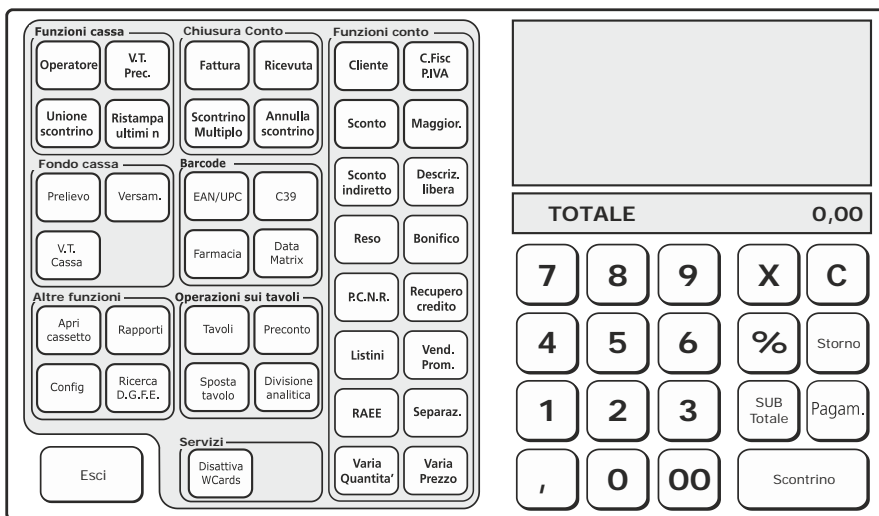 Funzioni cassa
Operatore
V.T.
Prec.
Unione
scontrino
Ristampa
ultimi n
Chiusura Conto
Fattura
Ricevuta
Scontrino
Multiplo
Annulla
scontrino
Fondo cassa
Prelievo
Versam.
V.T.
Cassa
Barcode
EAN/UPC
C39
Farmacia
Data
Matrix
Altre funzioni
Apri
cassetto
Rapporti
Config
Ricerca
D.G.F.E.
Operazioni sui tavoli
Tavoli
Preconto
Sposta
tavolo
Divisione
analitica
Esci
Servizi
Disattiva
WCards
Funzioni conto
Cliente
C.Fisc
P.IVA
Sconto
Maggior.
Sconto
indiretto
Descriz.
libera
Reso
Bonifico
P.C.N.R.
Recupero
credito
Listini
Vend.
Prom.
RAEE
Separaz.
Varia
Quantita'
Varia
Prezzo
TOTALE 0,00
7 8 9 X C
4 5 6 % Storno
1 2 3
SUB
Totale
Pagam.
, 0 00 Scontrino